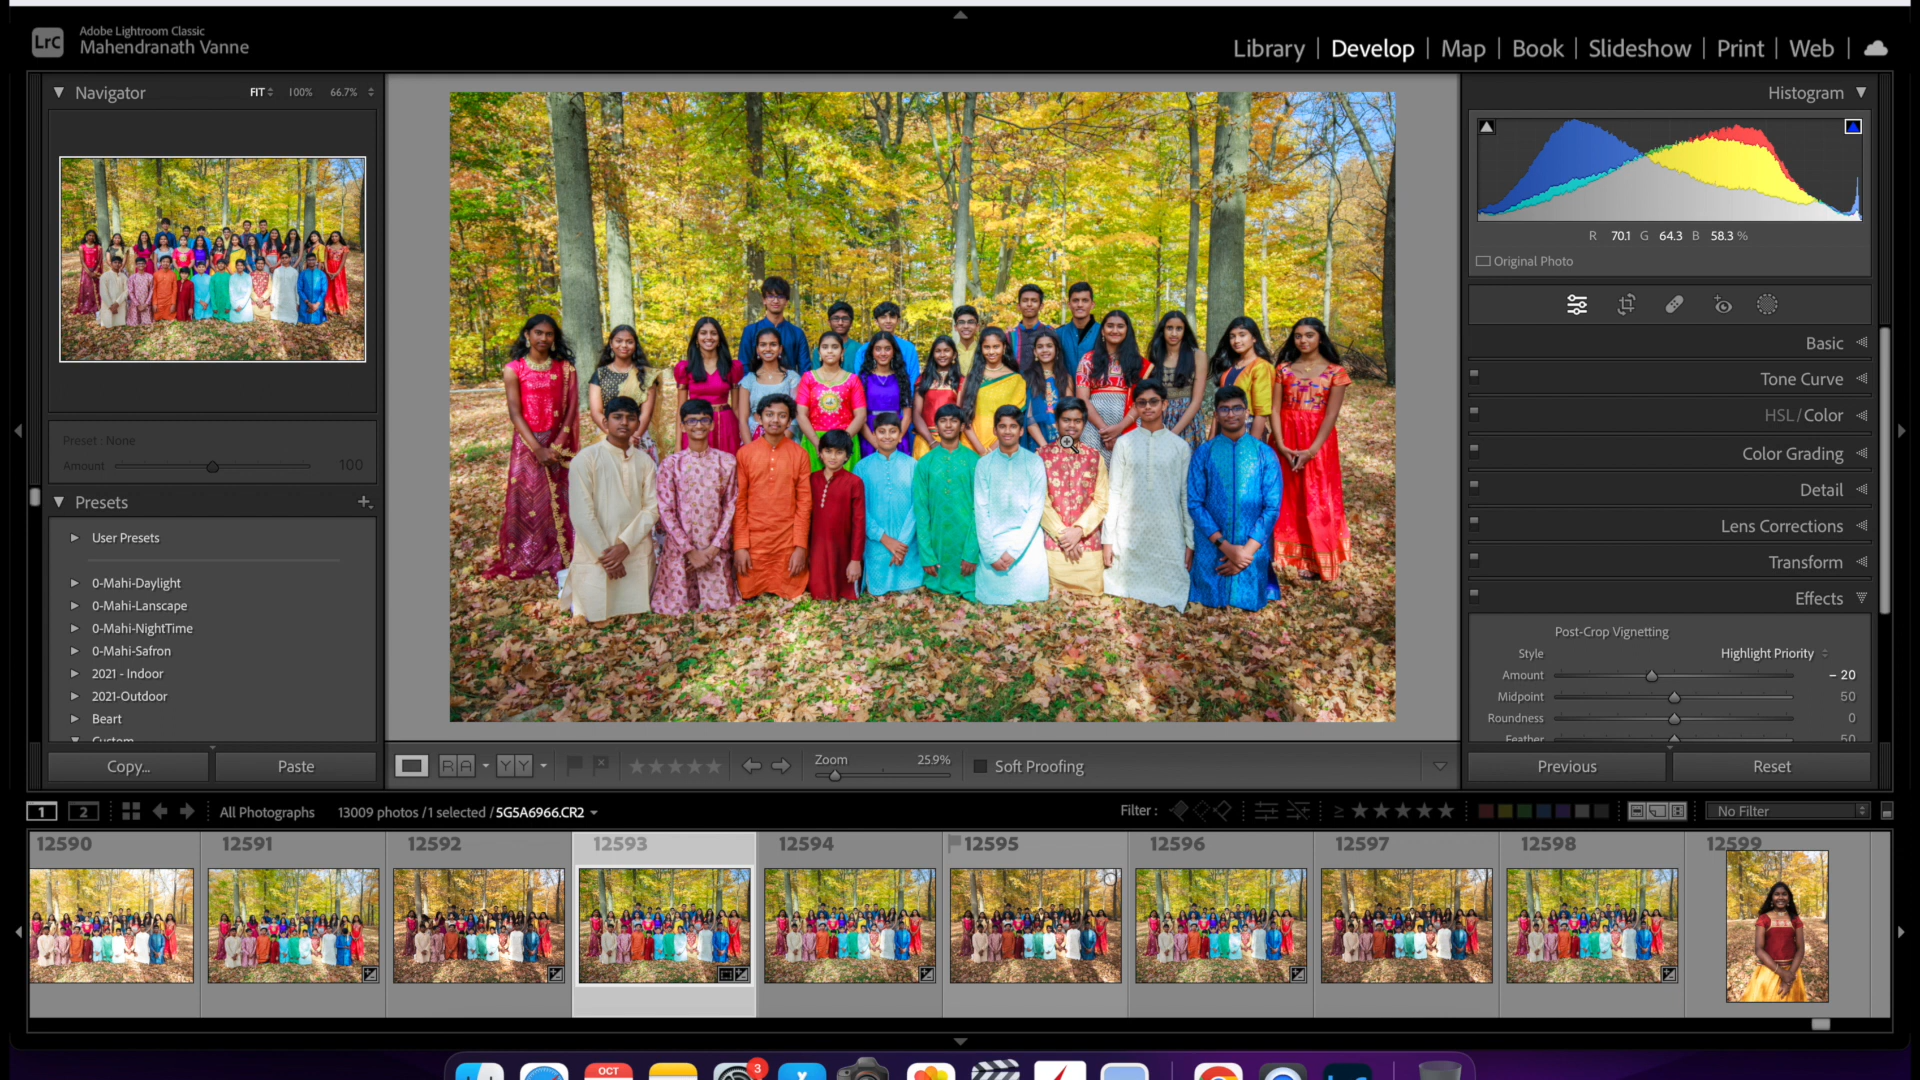 LrC
Adobe Lightroom Classic
Mahendranath Vanne
Library | Develop | Map | Book | Slideshow | Print | Web |
Navigator
FIT
100%
66.7%
Preset : None
Amount
100
Presets
User Presets
0-Mahi-Daylight
0-Mahi-Lanscape
0-Mahi-NightTime
0-Mahi-Safron
2021 - Indoor
2021-Outdoor
Beart
Custom
Copy...
Paste
Histogram
R 70.1 G 64.3 B 58.3 %
Original Photo
Basic
Tone Curve
HSL / Color
Color Grading
Detail
Lens Corrections
Transform
Effects
Post-Crop Vignetting
Style Highlight Priority
Amount – 20
Midpoint 50
Roundness 0
Feather 50
Previous
Reset
R A
Y Y
Zoom 25.9%
Soft Proofing
1
2
All Photographs
13009 photos / 1 selected / 5G5A6966.CR2
Filter :
No Filter
12590
12591
12592
12593
12594
12595
12596
12597
12598
12599
OCT
3